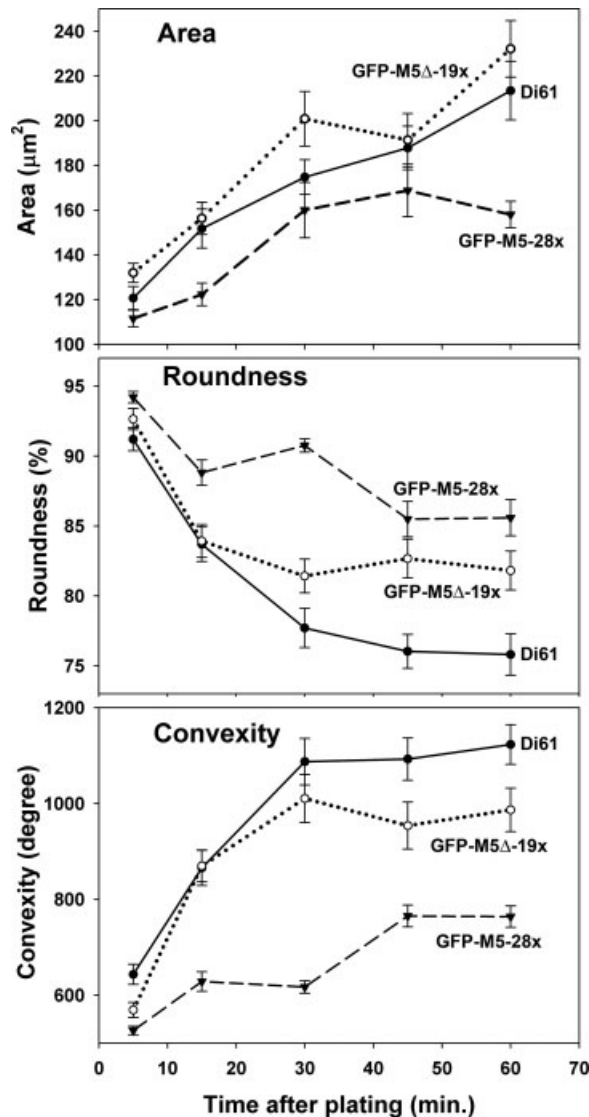 Area
Area (μm²)
240
220
200
180
160
140
120
100
GFP-M5Δ-19x
Di61
GFP-M5-28x
Roundness
Roundness (%)
95
90
85
80
75
GFP-M5-28x
GFP-M5Δ-19x
Di61
Convexity
Convexity (degree)
1200
1000
800
600
Di61
GFP-M5Δ-19x
GFP-M5-28x
0 10 20 30 40 50 60 70
Time after plating (min.)